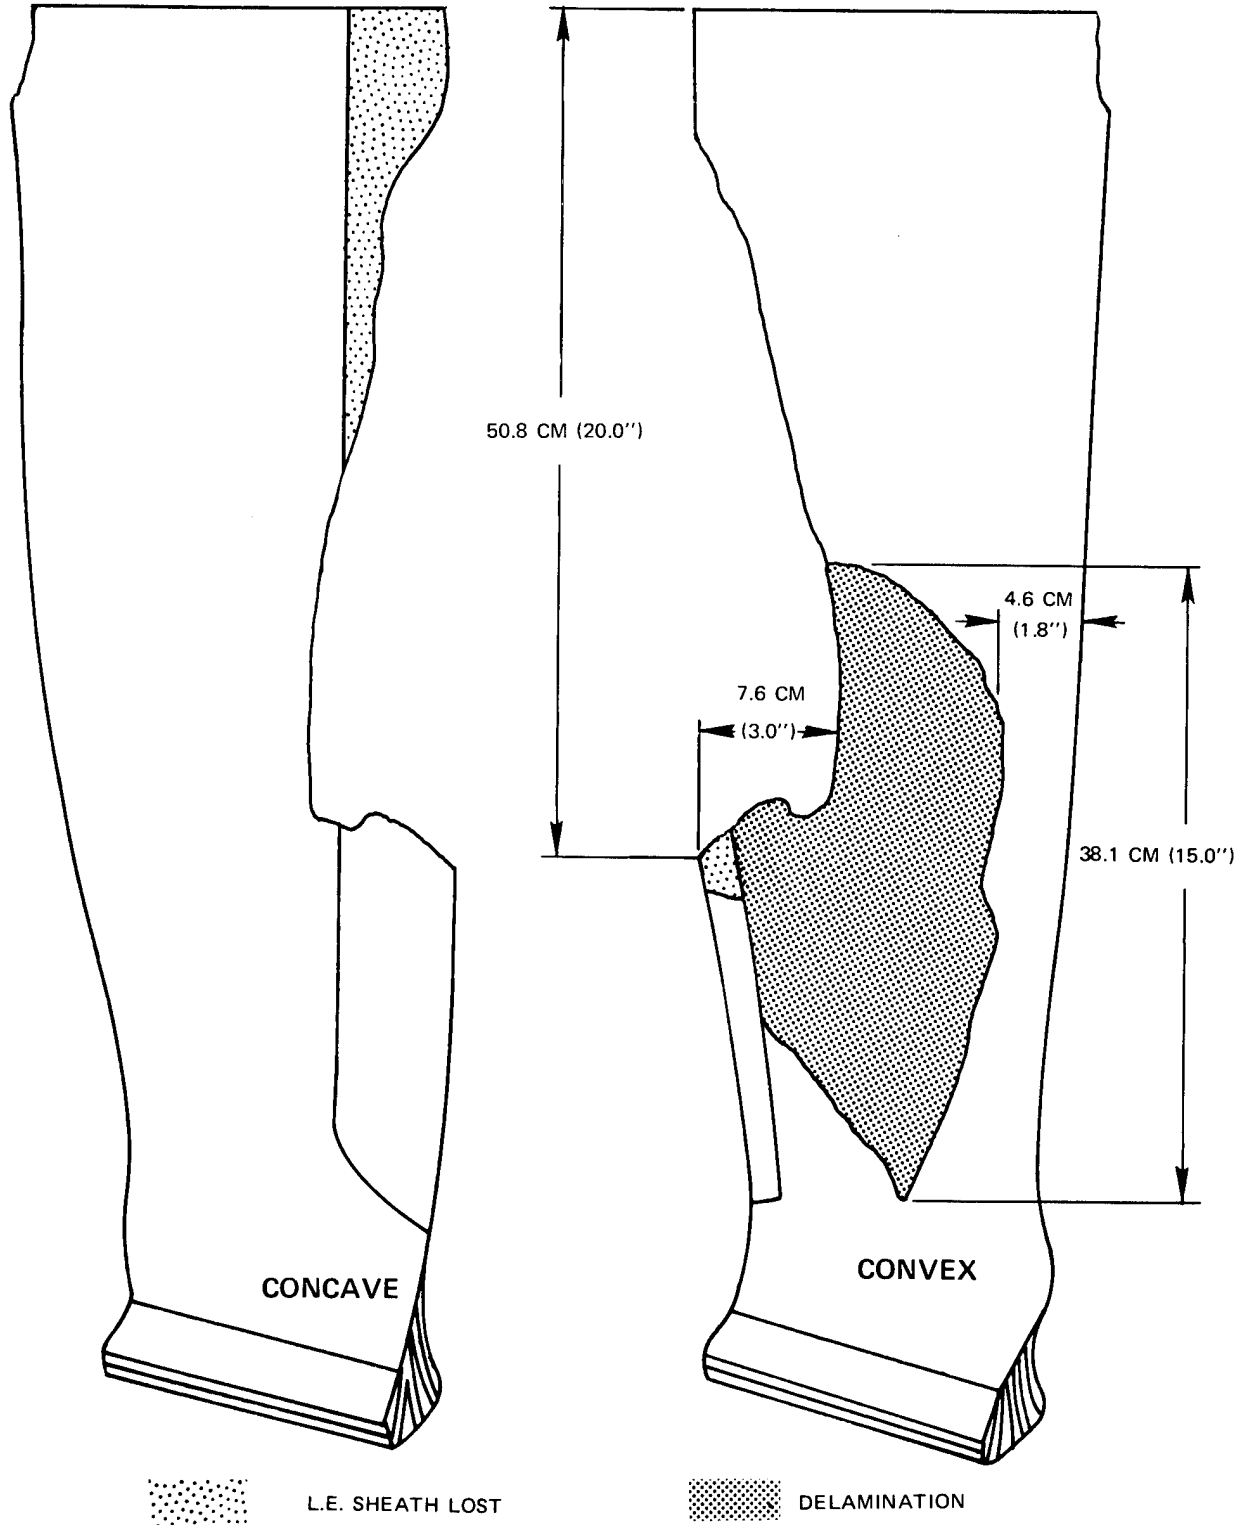 50.8 CM (20.0'')
4.6 CM
(1.8'')
7.6 CM
(3.0'')
38.1 CM (15.0'')
CONCAVE
CONVEX
L.E. SHEATH LOST
DELAMINATION